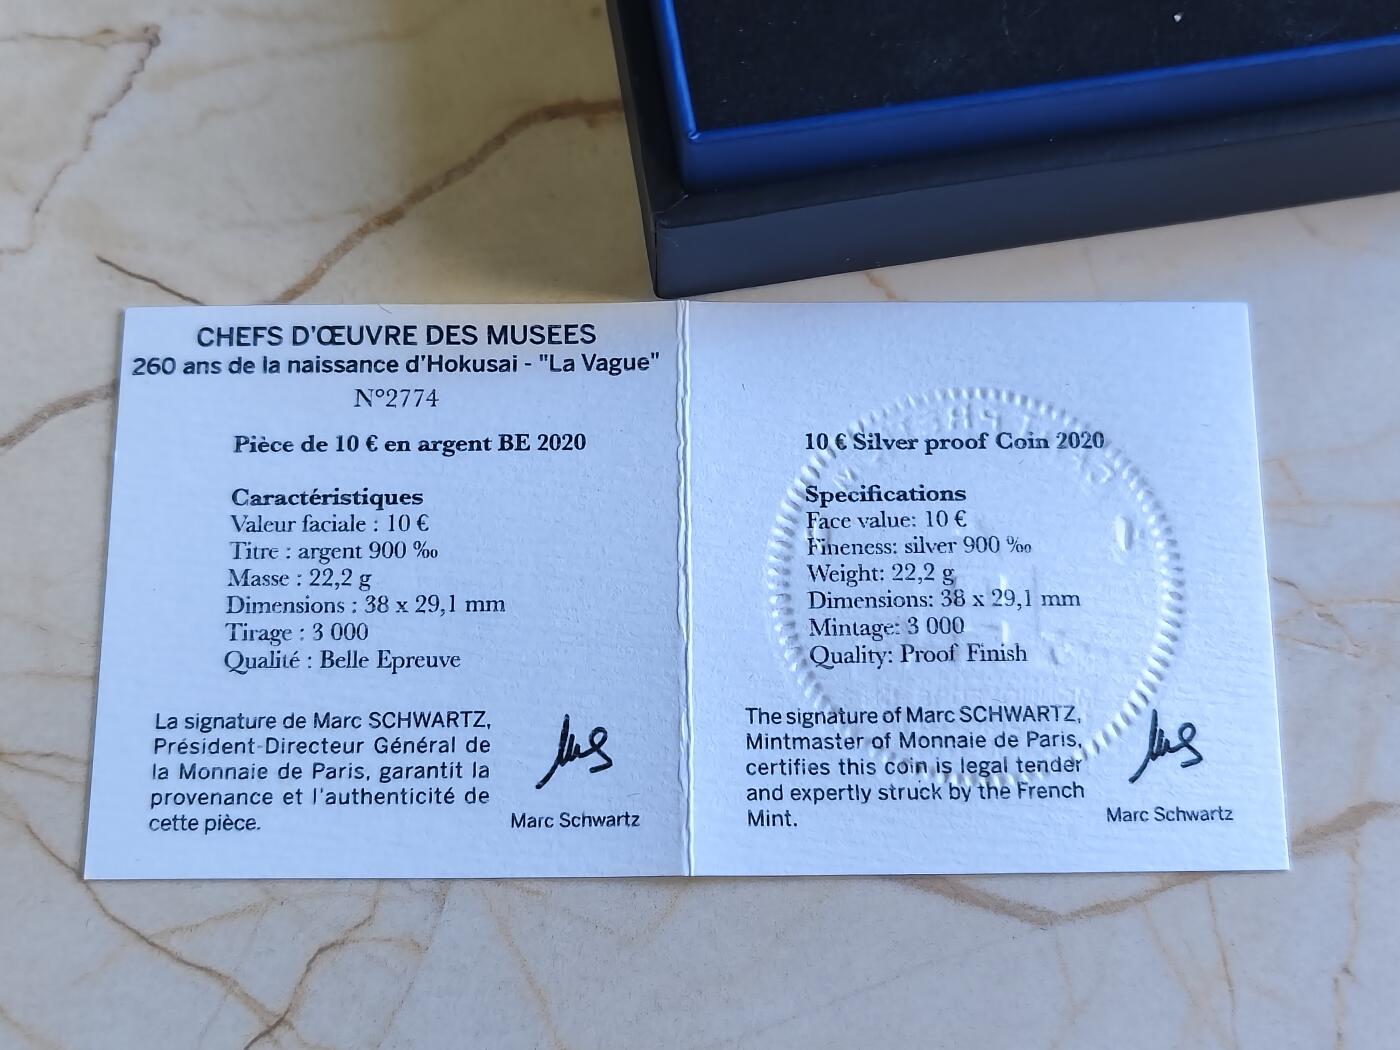 CHEFS D'ŒUVRE DES MUSEES
260 ans de la naissance d'Hokusai - "La Vague"
N°2774
Pièce de 10 € en argent BE 2020
Caractéristiques
Valeur faciale : 10 €
Titre : argent 900 ‰
Masse : 22,2 g
Dimensions : 38 x 29,1 mm
Tirage : 3 000
Qualité : Belle Epreuve
La signature de Marc SCHWARTZ,
Président-Directeur Général de
la Monnaie de Paris, garantit la
provenance et l'authenticité de
cette pièce.
Marc Schwartz
10 € Silver proof Coin 2020
Specifications
Face value: 10 €
Fineness: silver 900 ‰
Weight: 22,2 g
Dimensions: 38 x 29,1 mm
Mintage: 3 000
Quality: Proof Finish
The signature of Marc SCHWARTZ,
Mintmaster of Monnaie de Paris,
certifies this coin is legal tender
and expertly struck by the French
Mint.
Marc Schwartz